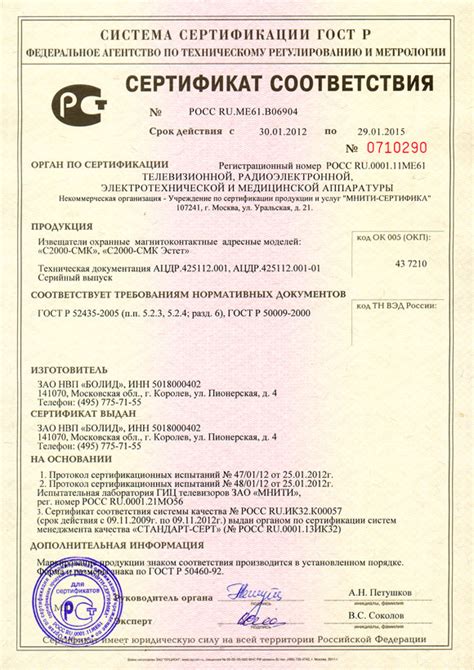 СИСТЕМА СЕРТИФИКАЦИИ ГОСТ Р
ФЕДЕРАЛЬНОЕ АГЕНТСТВО ПО ТЕХНИЧЕСКОМУ РЕГУЛИРОВАНИЮ И МЕТРОЛОГИИ
СЕРТИФИКАТ СООТВЕТСТВИЯ
№ РОСС RU.ME61.B06904
Срок действия с 30.01.2012 по 29.01.2015
№ 0710290
ОРГАН ПО СЕРТИФИКАЦИИ Регистрационный номер РОСС RU.0001.11МЕ61
ТЕЛЕВИЗИОННОЙ, РАДИОЭЛЕКТРОННОЙ,
ЭЛЕКТРОТЕХНИЧЕСКОЙ И МЕДИЦИНСКОЙ АППАРАТУРЫ
Некоммерческая организация - Учреждение по сертификации продукции и услуг "МНИТИ-СЕРТИФИКА"
107241, г. Москва, ул. Уральская, д. 21.
ПРОДУКЦИЯ
Извещатели охранные магнитоконтактные адресные моделей:
«С2000-СМК», «С2000-СМК Эстет»
Техническая документация АЦДР.425112.001, АЦДР.425112.001-01
Серийный выпуск
код ОК 005 (ОКП):
43 7210
СООТВЕТСТВУЕТ ТРЕБОВАНИЯМ НОРМАТИВНЫХ ДОКУМЕНТОВ
ГОСТ Р 52435-2005 (п.п. 5.2.3, 5.2.4; разд. 6), ГОСТ Р 50009-2000
код ТН ВЭД России:
ИЗГОТОВИТЕЛЬ
ЗАО НВП «БОЛИД», ИНН 5018000402
141070, Московская обл., г. Королев, ул. Пионерская, д. 4
Телефон: (495) 775-71-55
СЕРТИФИКАТ ВЫДАН
ЗАО НВП «БОЛИД», ИНН 5018000402
141070, Московская обл., г. Королев, ул. Пионерская, д. 4
Телефон: (495) 775-71-55
НА ОСНОВАНИИ
1. Протокол сертификационных испытаний № 47/01/12 от 25.01.2012г.
2. Протокол сертификационных испытаний № 48/01/12 от 25.01.2012г.
Испытательная лаборатория ГИЦ телевизоров ЗАО «МНИТИ»,
рег. номер РОСС RU.0001.21МО56
3. Сертификат соответствия системы качества № РОСС RU.ИК32.К00057
(срок действия с 09.11.2009г. по 09.11.2012г.) выдан органом по сертификации систем
менеджмента качества «СТАНДАРТ-СЕРТ» (№ РОСС RU.0001.13ИК32)
ДОПОЛНИТЕЛЬНАЯ ИНФОРМАЦИЯ
Маркирование продукции знаком соответствия производится в установленном порядке.
Форма и размеры знака по ГОСТ Р 50460-92.
для
сертификатов
Руководитель органа
А.Н. Петушков
подпись
инициалы, фамилия
Эксперт
В.С. Соколов
подпись
инициалы, фамилия
Сертификат имеет юридическую силу на всей территории Российской Федерации